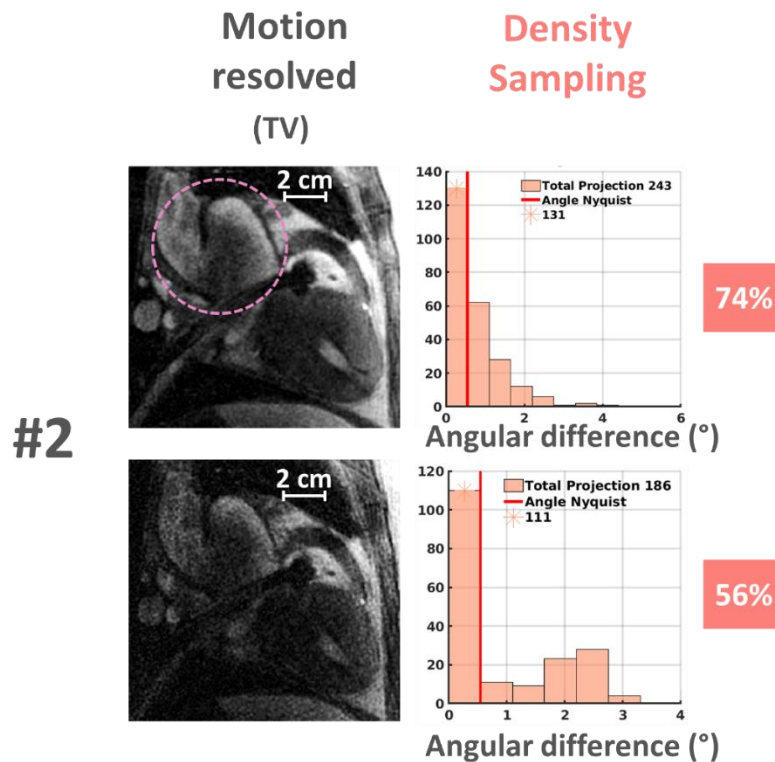 Motion
resolved
(TV)
Density
Sampling
#2
2 cm
140
120
100
80
60
40
20
0
0
2
4
6
Total Projection 243
Angle Nyquist
131
Angular difference (°)
74%
2 cm
120
100
80
60
40
20
0
0
1
2
3
4
Total Projection 186
Angle Nyquist
111
Angular difference (°)
56%